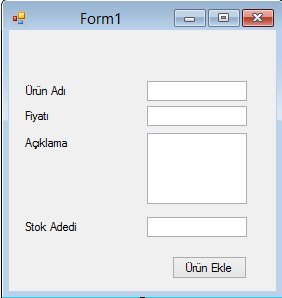 Form1
Ürün Adı
Fiyatı
Açıklama
Stok Adedi
Ürün Ekle